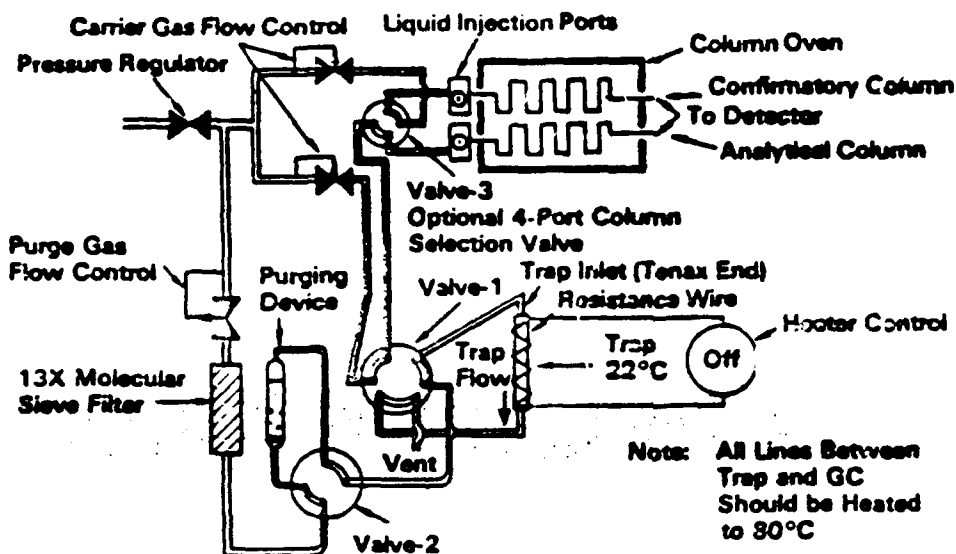 Carrier Gas Flow Control
Liquid Injection Ports
Column Oven
Pressure Regulator
Confirmatory Column
To Detector
Analytical Column
Valve-3
Optional 4-Port Column
Selection Valve
Purge Gas
Flow Control
Purging
Device
Valve-1
Trap Inlet (Tenax End)
Resistance Wire
Heater Control
Trap
Flow
Trap
22°C
Off
13X Molecular
Sieve Filter
Vent
Note: All Lines Between
Trap and GC
Should be Heated
to 80°C
Valve-2